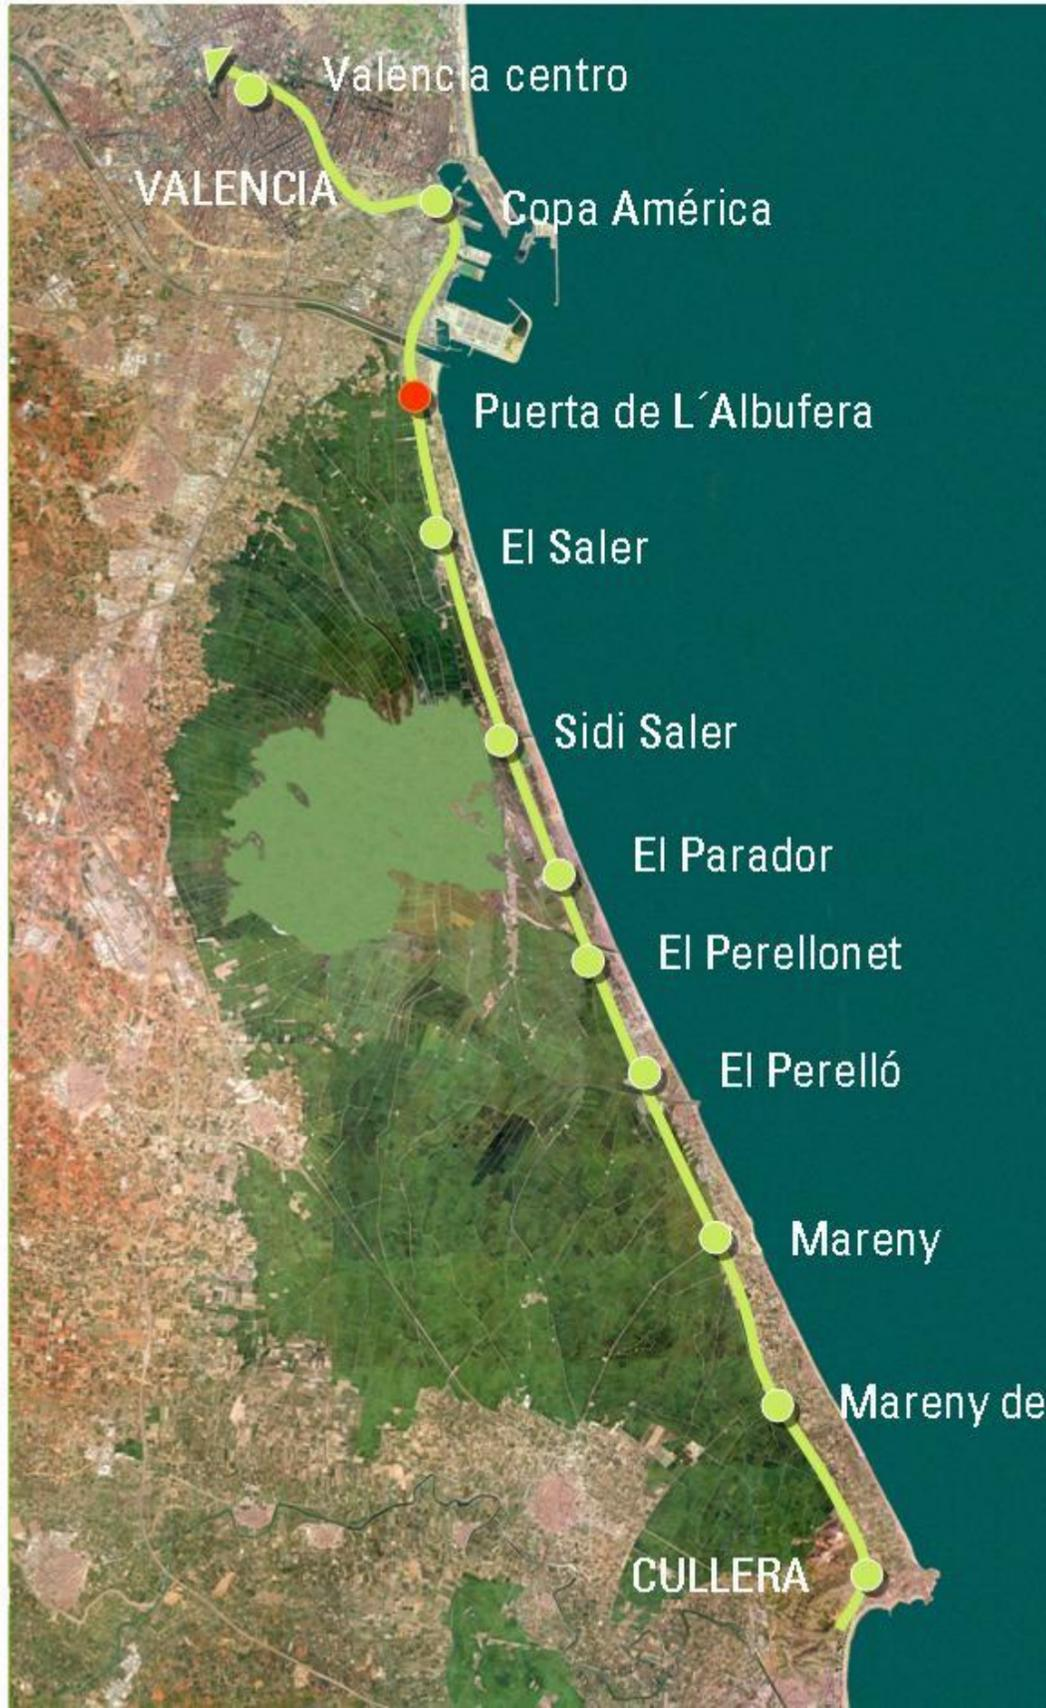 Valencia centro
VALENCIA
Copa América
Puerta de L´Albufera
El Saler
Sidi Saler
El Parador
El Perellonet
El Perelló
Mareny
Mareny de
CULLERA